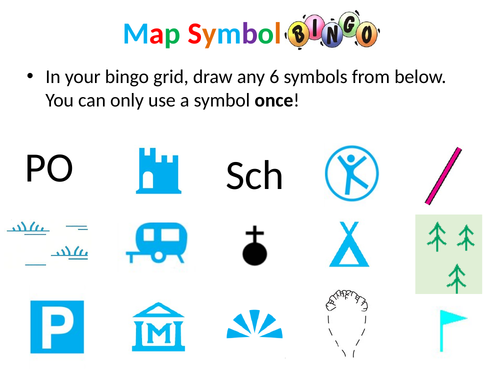 Map Symbol BINGO
• In your bingo grid, draw any 6 symbols from below.
You can only use a symbol once!
PO
Sch
P
M